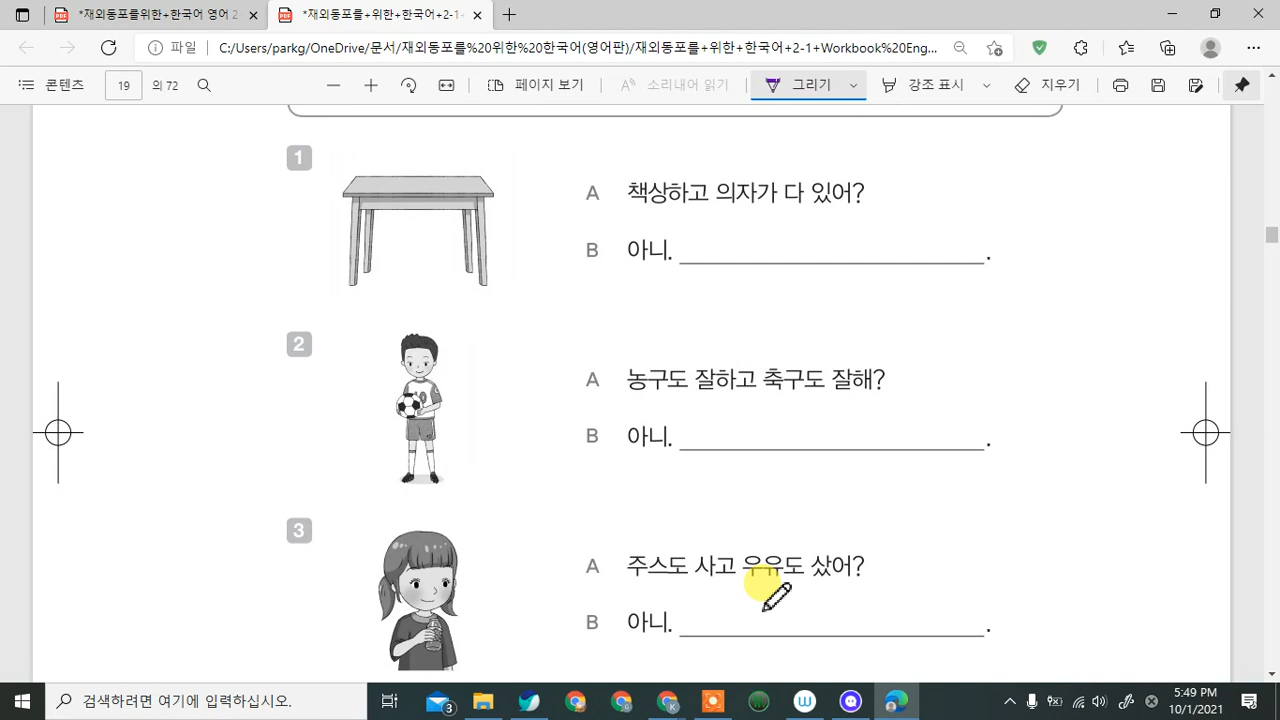 *재외동포를위한+한국어 영어 2
*재외동포를+위한+한국어+2-1+
파일
C:/Users/parkg/OneDrive/문서/재외동포를%20위한%20한국어(영어판)/재외동포를+위한+한국어+2-1+Workbook%20Eng...
콘텐츠
19
의 72
페이지 보기
소리내어 읽기
그리기
강조 표시
지우기
1
A 책상하고 의자가 다 있어?
B 아니. ______.
2
A 농구도 잘하고 축구도 잘해?
B 아니. ______.
3
A 주스도 사고 우유도 샀어?
B 아니. ______.
검색하려면 여기에 입력하십시오.
3
5:49 PM
10/1/2021